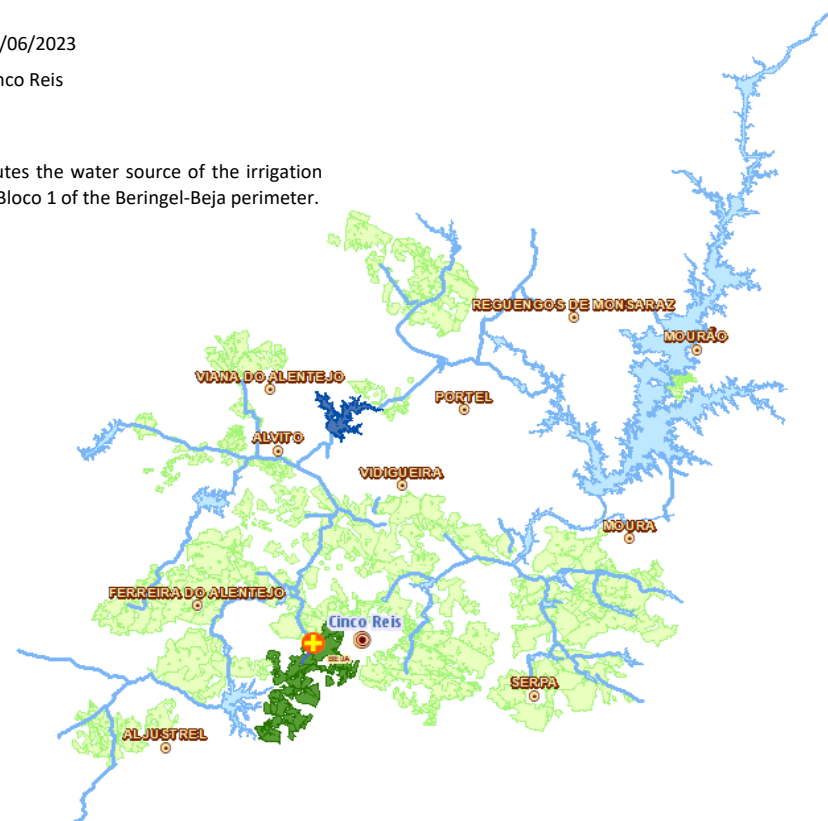 /06/2023
nco Reis
utes the water source of the irrigation
Bloco 1 of the Beringel-Beja perimeter.
REGUENGOS DE MONSARAZ
MOURÃO
VIANA DO ALENTEJO
PORTEL
ALVITO
VIDIGUEIRA
MOURA
FERREIRA DO ALENTEJO
Cinco Reis
BEJA
SERPA
ALJUSTREL